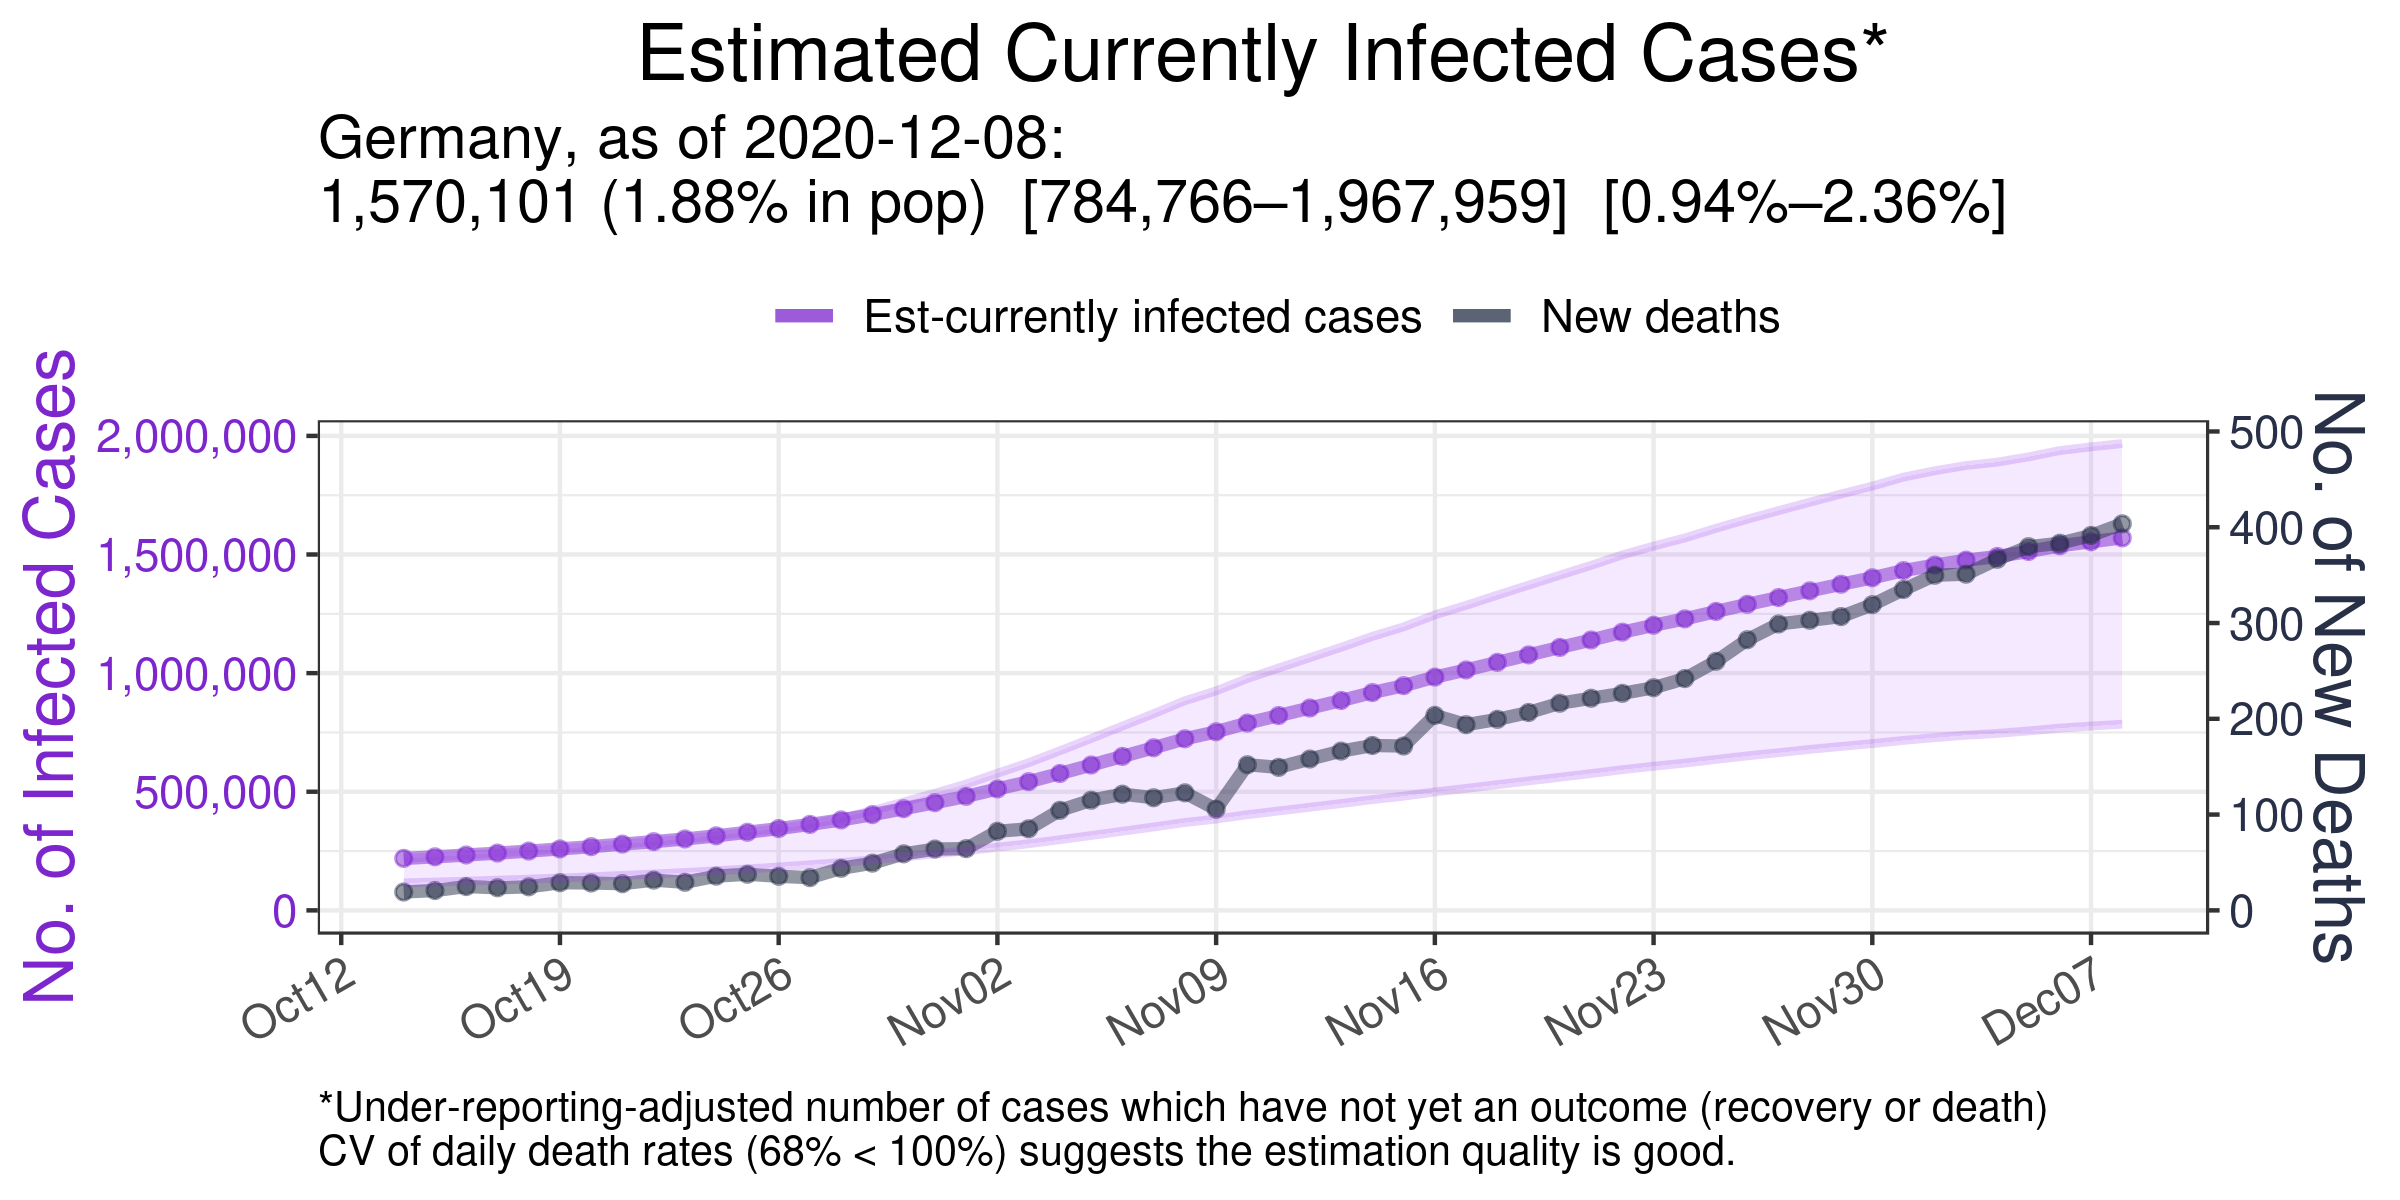 Estimated Currently Infected Cases*
Germany, as of 2020-12-08:
1,570,101 (1.88% in pop)  [784,766–1,967,959]  [0.94%–2.36%]
Est-currently infected cases
New deaths
No. of Infected Cases
2,000,000
1,500,000
1,000,000
500,000
0
500
400
300
200
100
0
No. of New Deaths
Oct12
Oct19
Oct26
Nov02
Nov09
Nov16
Nov23
Nov30
Dec07
*Under-reporting-adjusted number of cases which have not yet an outcome (recovery or death)
CV of daily death rates (68% < 100%) suggests the estimation quality is good.